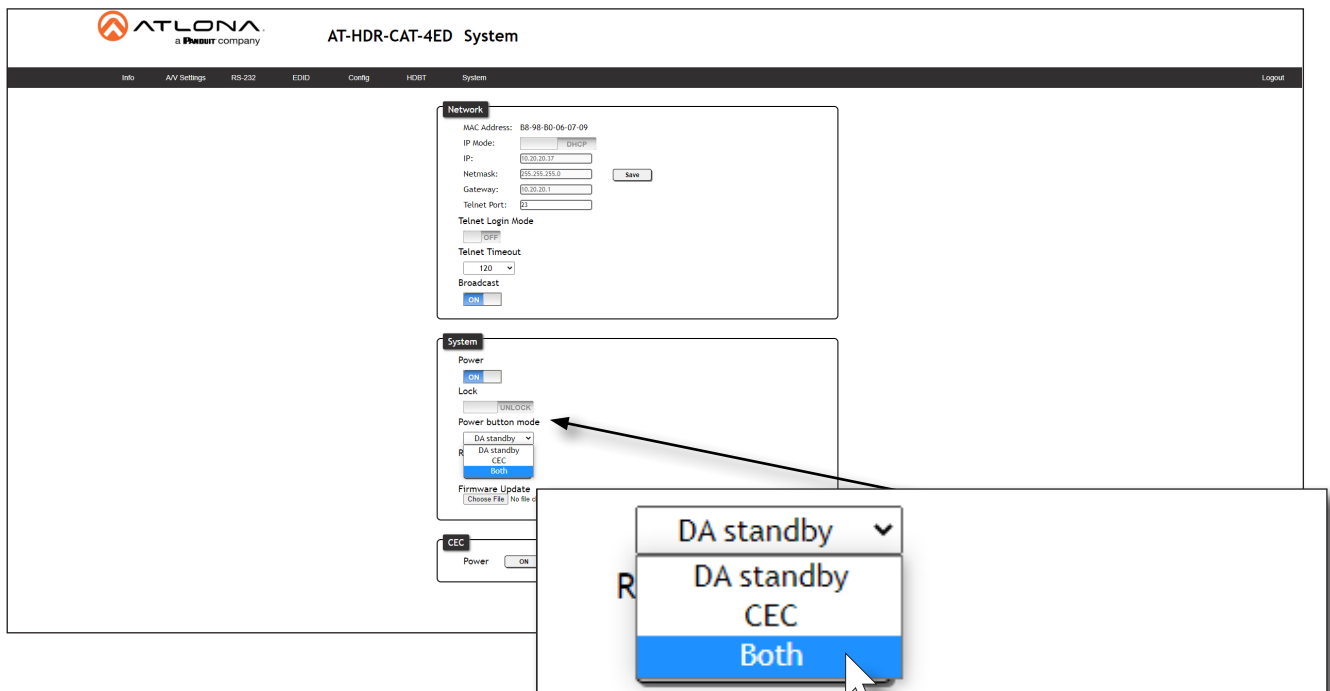 ATLONA.
a PANDUIT company
AT-HDR-CAT-4ED System
Info A/V Settings RS-232 EDID Config HDBT System Logout
Network
MAC Address: B8-98-B0-06-07-09
IP Mode: DHCP
IP: 10.20.20.37
Netmask: 255.255.255.0 Save
Gateway: 10.20.20.1
Telnet Port: 23
Telnet Login Mode
OFF
Telnet Timeout
120
Broadcast
ON
System
Power
ON
Lock
UNLOCK
Power button mode
DA standby
R DA standby
CEC
Both
Firmware Update
Choose File No file
CEC
Power ON
DA standby
R DA standby
CEC
Both